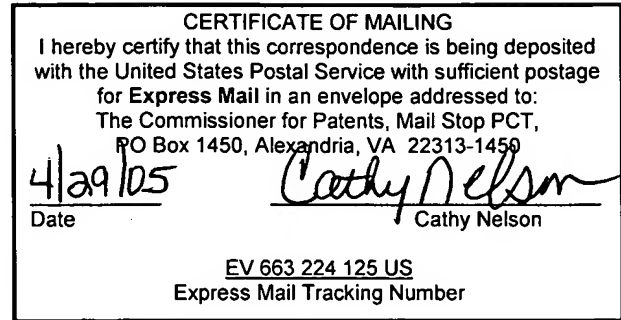 CERTIFICATE OF MAILING
I hereby certify that this correspondence is being deposited
with the United States Postal Service with sufficient postage
for Express Mail in an envelope addressed to:
The Commissioner for Patents, Mail Stop PCT,
PO Box 1450, Alexandria, VA 22313-1450
4/29/05 Cathy Nelson
Date Cathy Nelson
EV 663 224 125 US
Express Mail Tracking Number